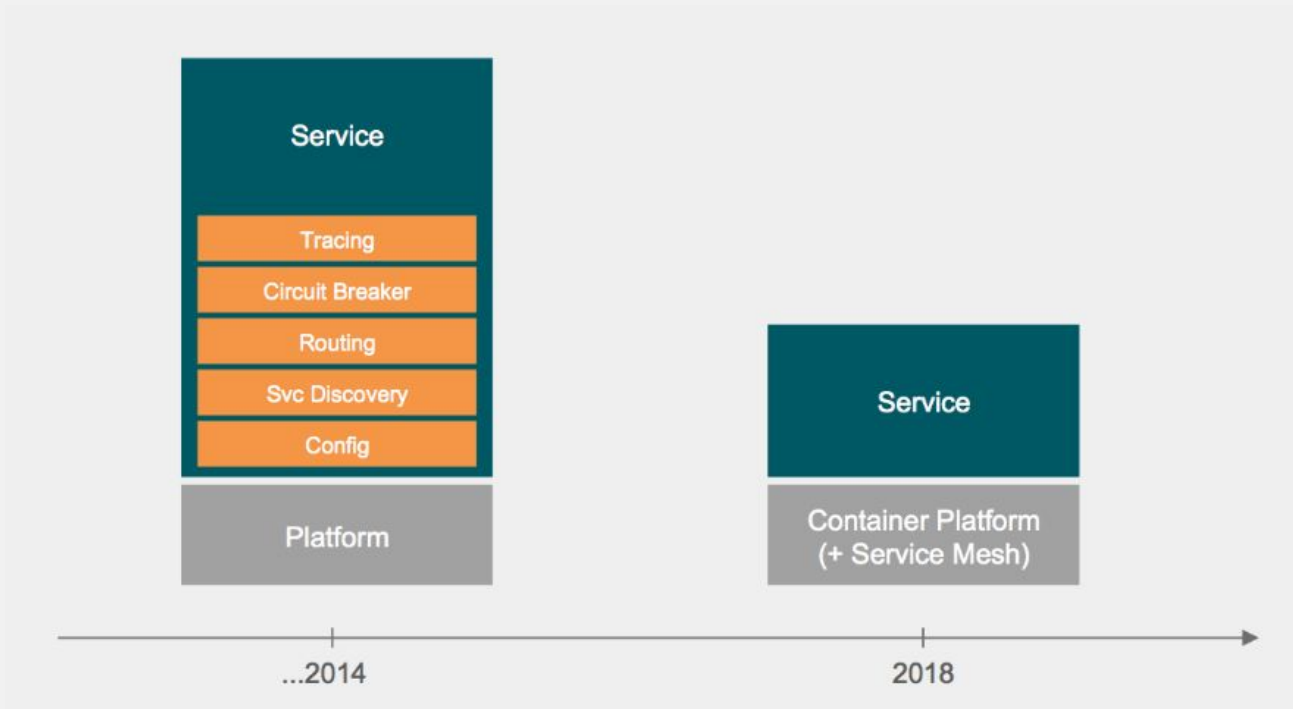 Service
Tracing
Circuit Breaker
Routing
Svc Discovery
Config
Platform
Service
Container Platform
(+ Service Mesh)
...2014
2018